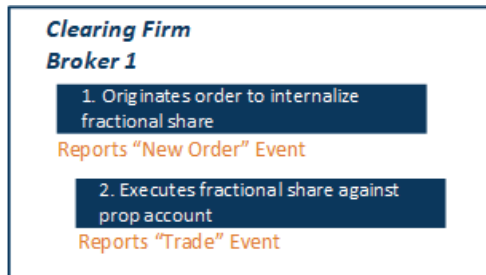 Clearing Firm
Broker 1
1. Originates order to internalize
fractional share
Reports “New Order” Event
2. Executes fractional share against
prop account
Reports “Trade” Event